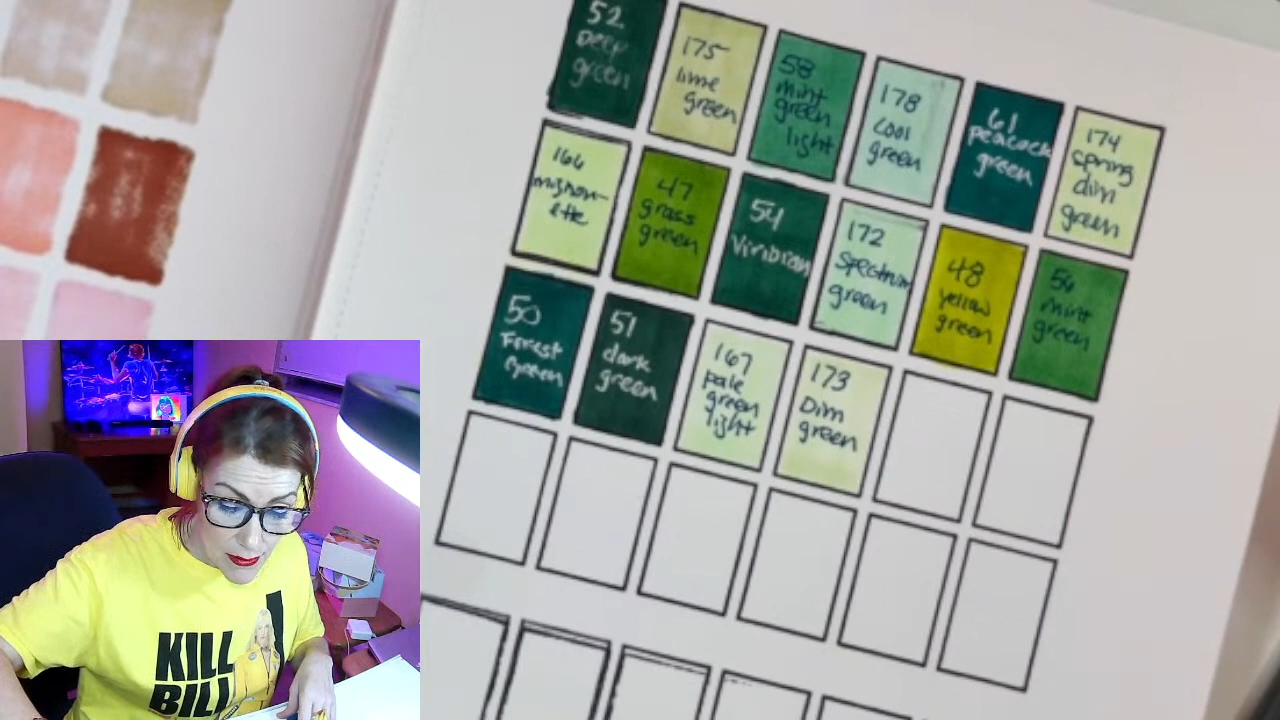 52
Deep
green
175
lime
green
58
mint
green
light
178
cool
green
61
peacock
green
174
spring
dim
green
166
mignon-
ette
47
grass
green
54
Viridian
172
Spectrum
green
48
yellow
green
56
mint
green
50
Forest
Green
51
dark
green
167
pale
green
light
173
Dim
green
KILL
BILL